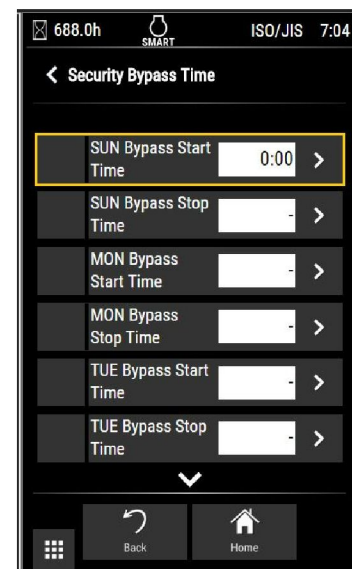 688.0h SMART ISO/JIS 7:04
Security Bypass Time
SUN Bypass Start
Time
0:00
SUN Bypass Stop
Time
-
MON Bypass
Start Time
-
MON Bypass
Stop Time
-
TUE Bypass Start
Time
-
TUE Bypass Stop
Time
-
Back Home